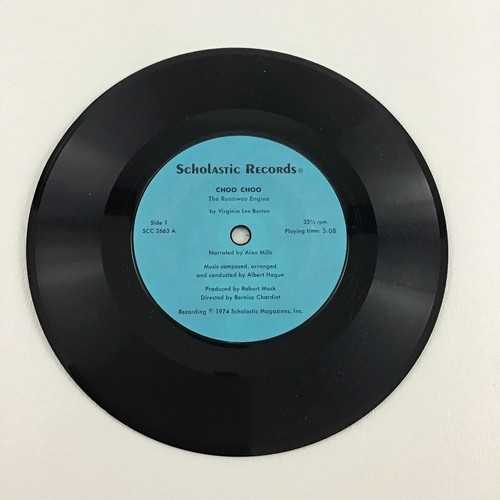 Scholastic Records®
CHOO CHOO
The Runaway Engine
by Virginia Lee Burton
Side 1
SCC 2663 A
33⅓ rpm
Playing time: 5:08
Narrated by Alan Mills
Music composed, arranged
and conducted by Albert Hague
Produced by Robert Mack
Directed by Bernice Chardiet
Recording ℗ 1974 Scholastic Magazines, Inc.